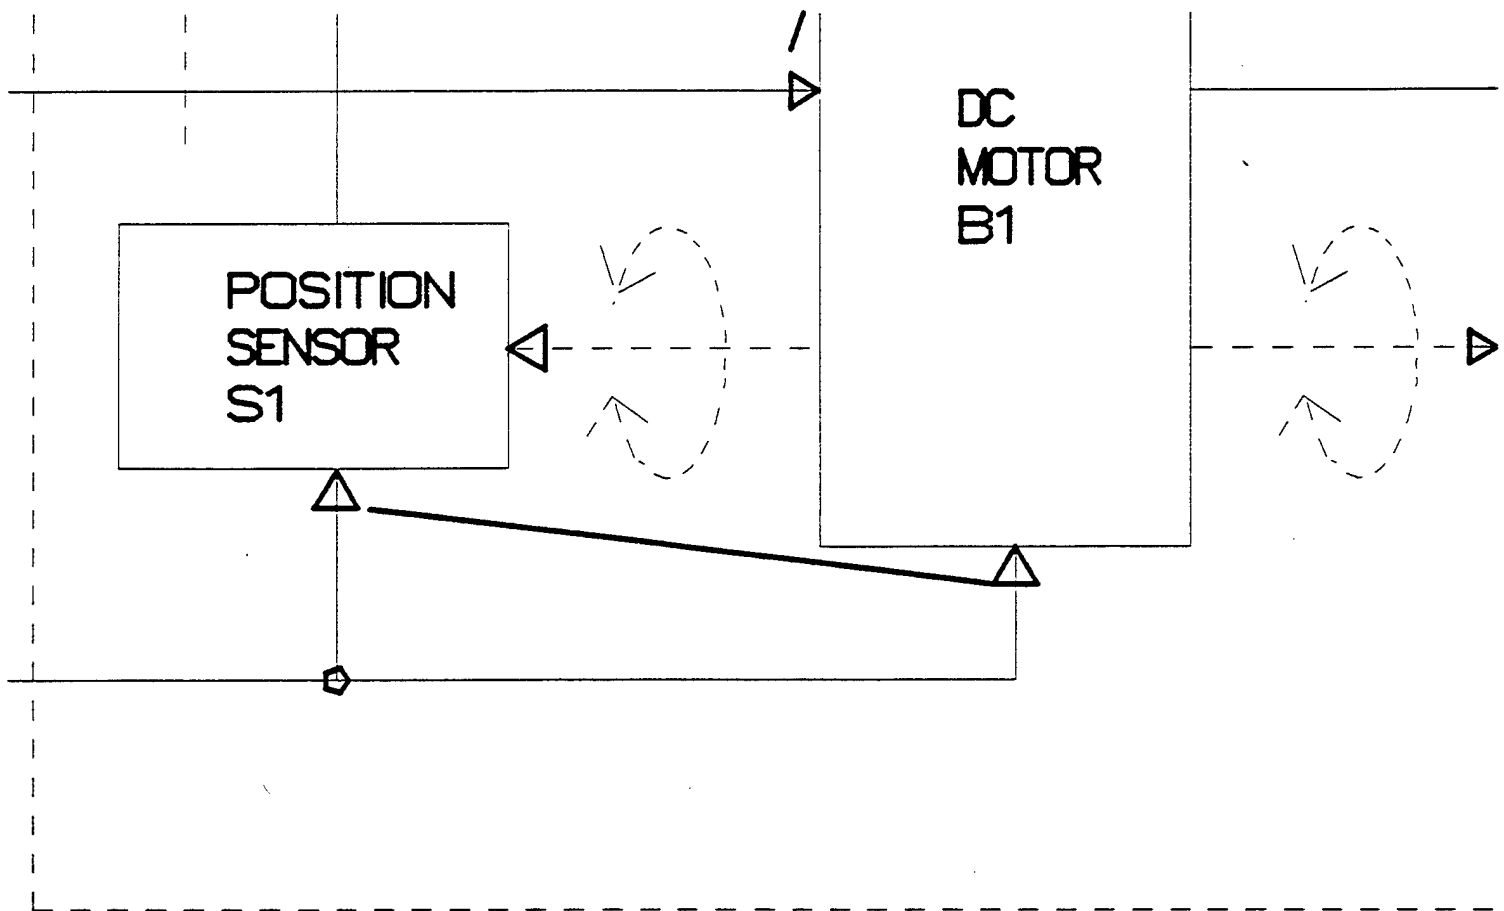 DC
MOTOR
B1
POSITION
SENSOR
S1